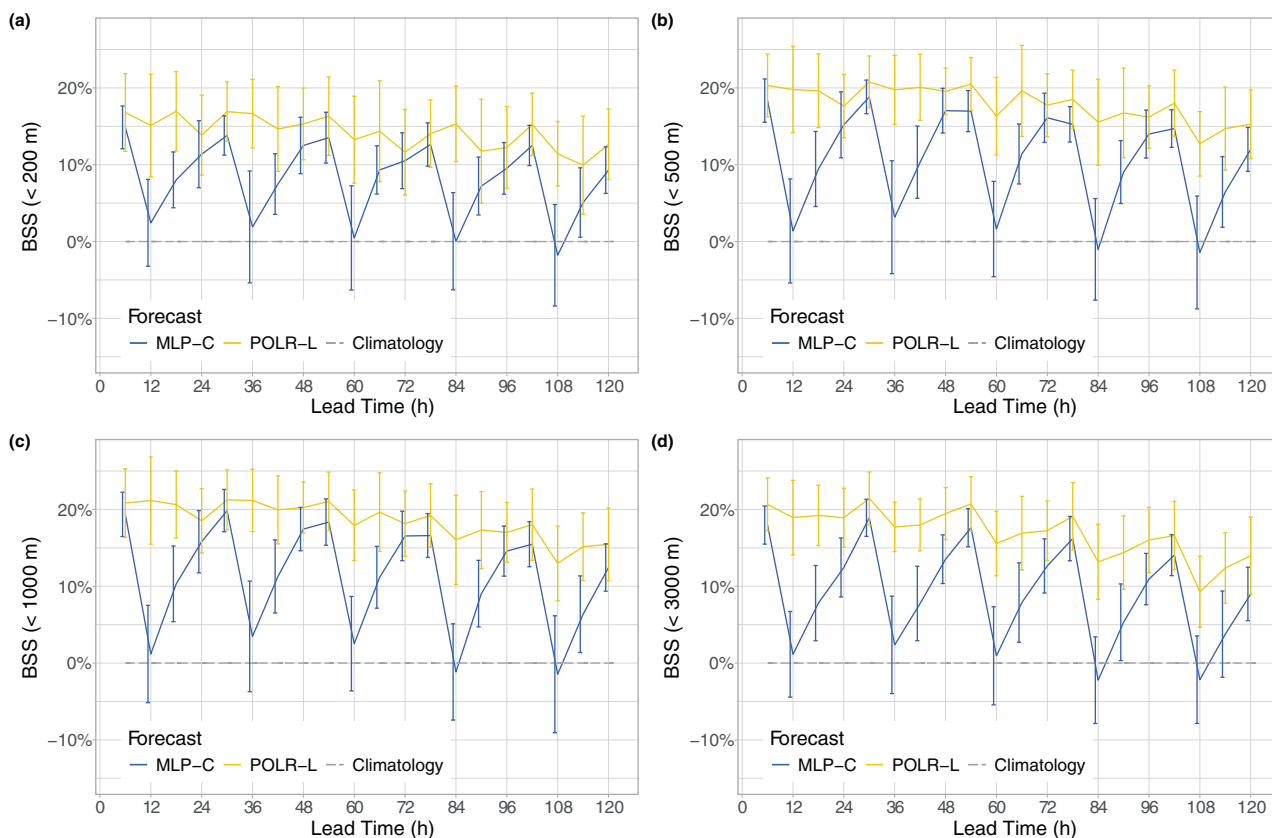 (a)
BSS (< 200 m)
20%
10%
0%
−10%
Forecast
MLP−C POLR−L Climatology
0 12 24 36 48 60 72 84 96 108 120
Lead Time (h)
(b)
BSS (< 500 m)
20%
10%
0%
−10%
Forecast
MLP−C POLR−L Climatology
0 12 24 36 48 60 72 84 96 108 120
Lead Time (h)
(c)
BSS (< 1000 m)
20%
10%
0%
−10%
Forecast
MLP−C POLR−L Climatology
0 12 24 36 48 60 72 84 96 108 120
Lead Time (h)
(d)
BSS (< 3000 m)
20%
10%
0%
−10%
Forecast
MLP−C POLR−L Climatology
0 12 24 36 48 60 72 84 96 108 120
Lead Time (h)